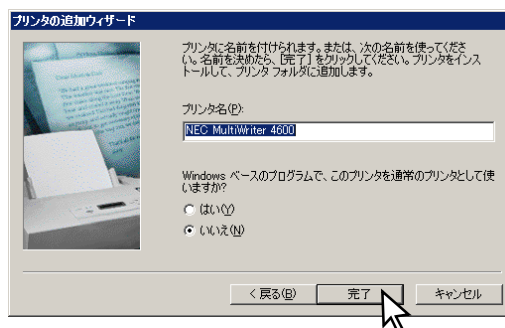 プリンタの追加ウィザード
プリンタに名前を付けられます。または、次の名前を使ってくださ
い。名前を決めたら、[完了] をクリックしてください。プリンタをインス
トールして、プリンタ フォルダに追加します。
プリンタ名(P):
NEC MultiWriter 4600
Windows ベースのプログラムで、このプリンタを通常のプリンタとして使
いますか?
はい(Y)
いいえ(N)
< 戻る(B)
完了
キャンセル